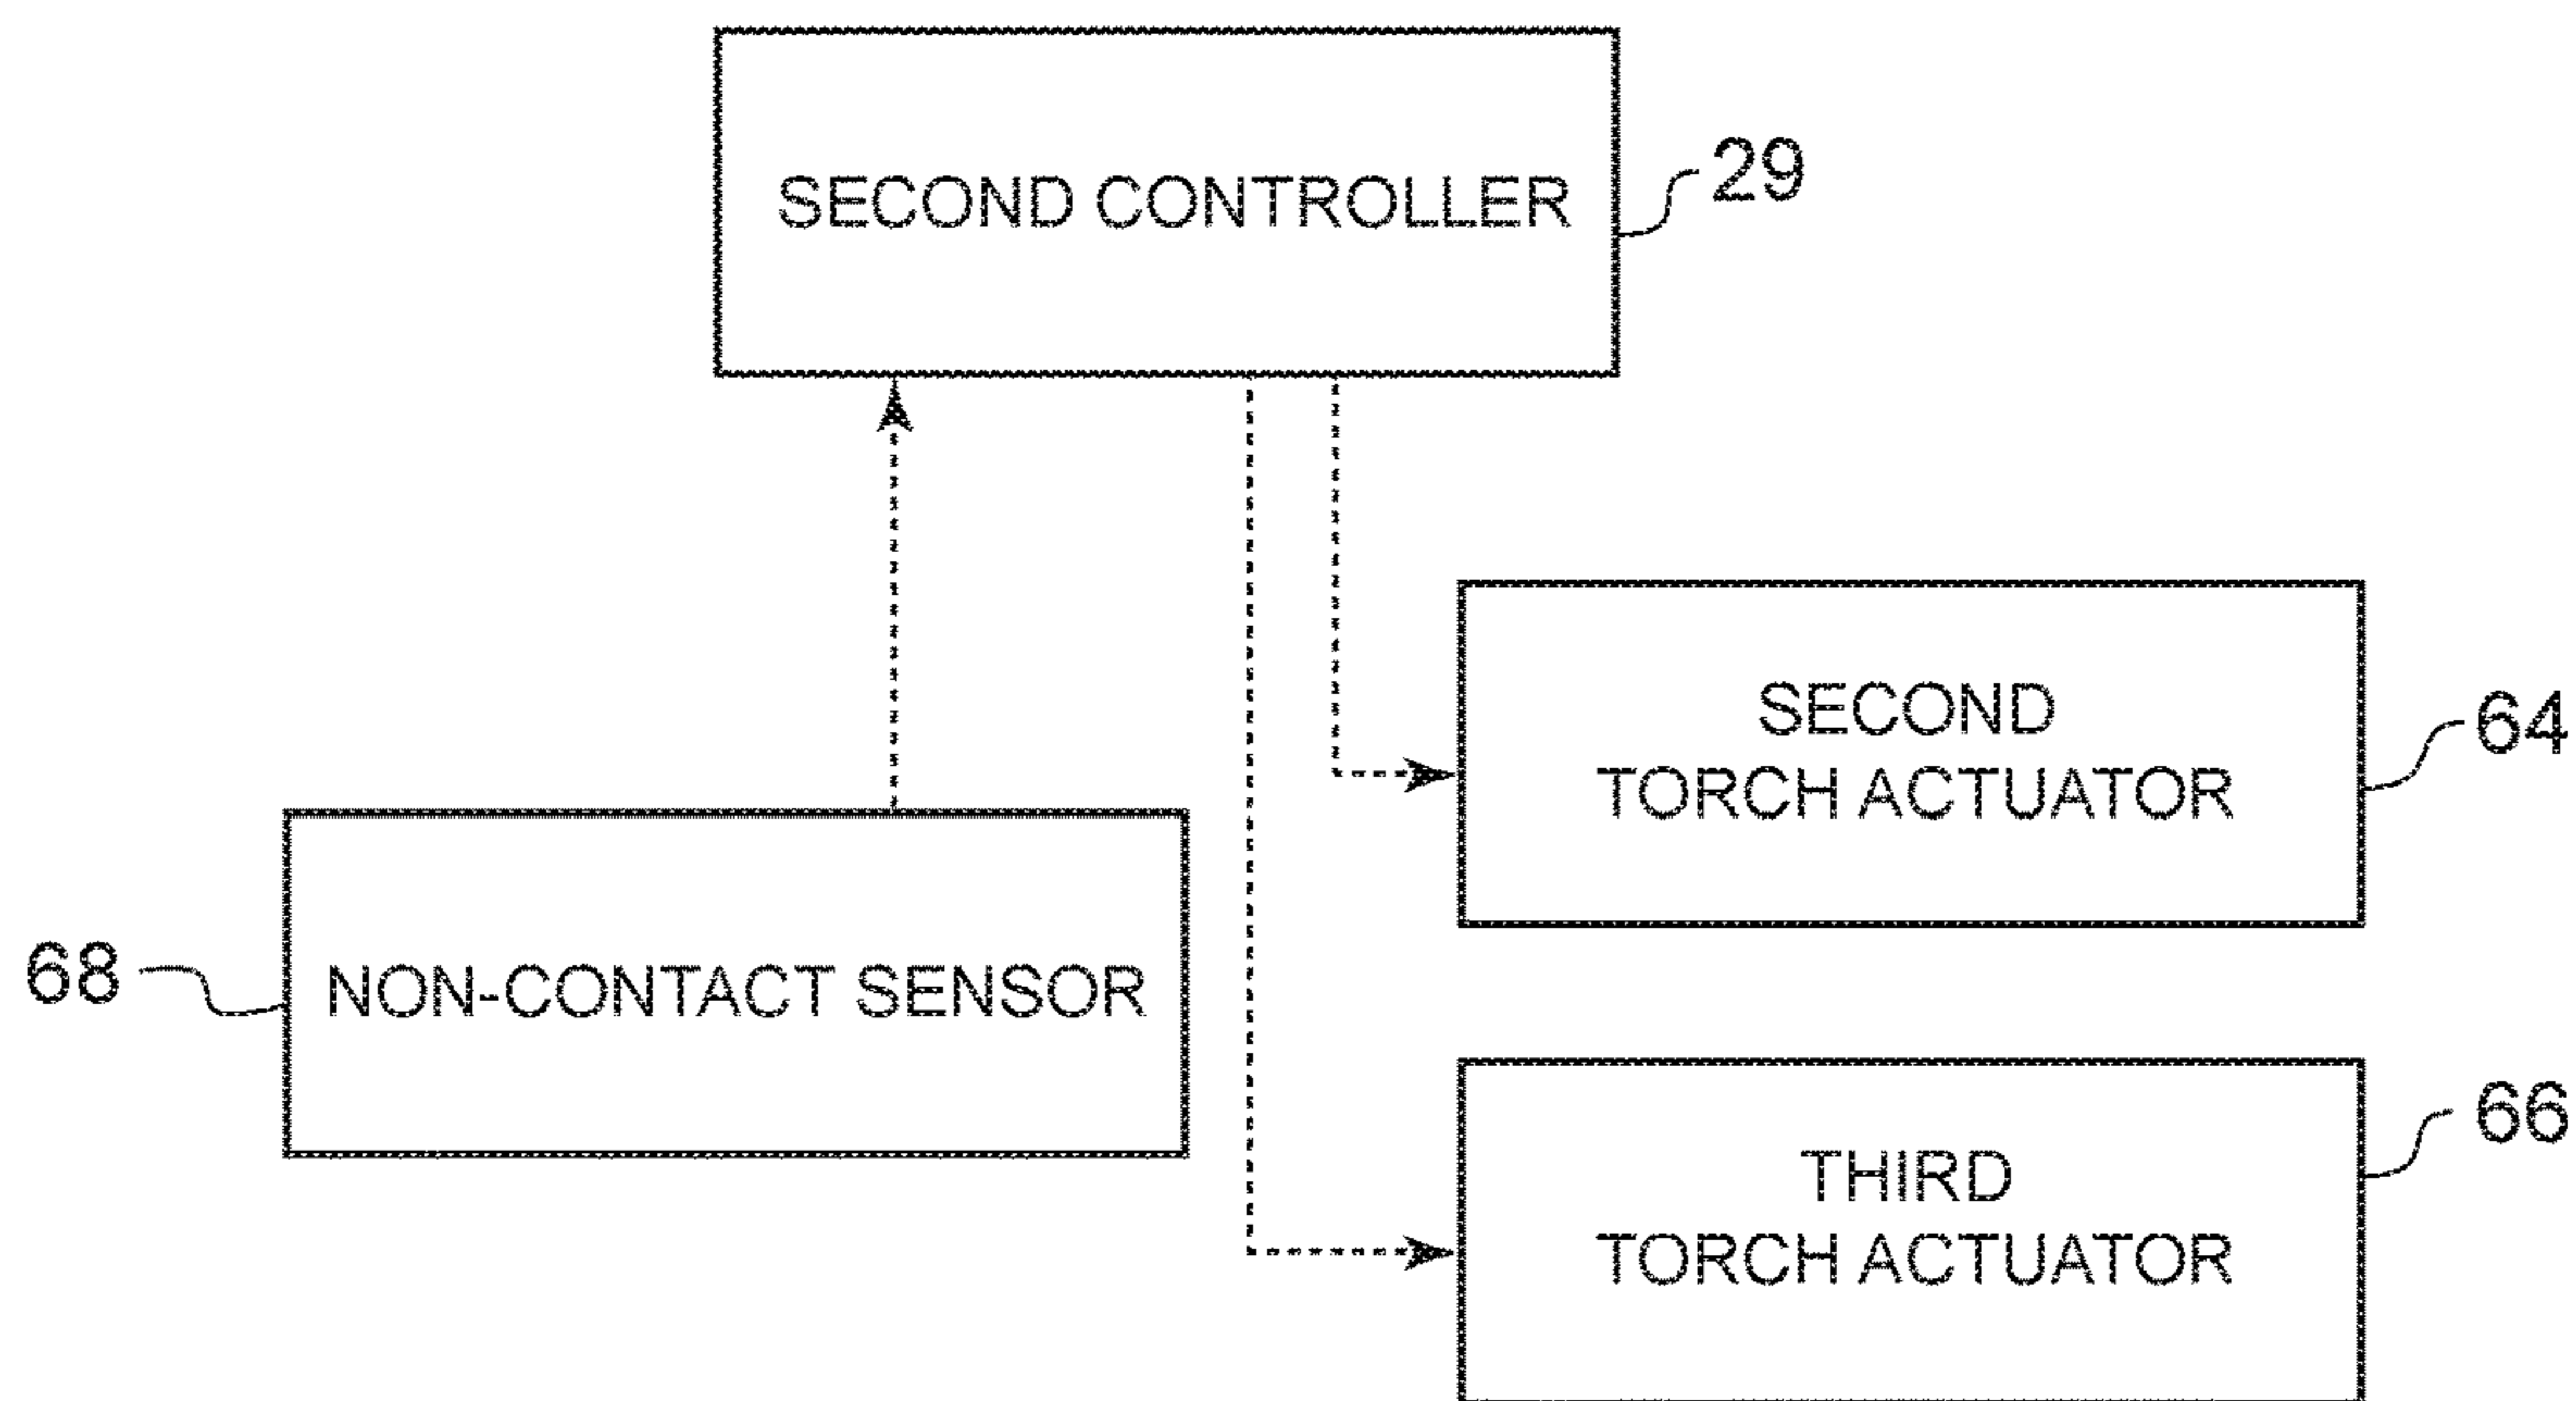 SECOND CONTROLLER
29
SECOND
TORCH ACTUATOR
64
68
NON-CONTACT SENSOR
THIRD
TORCH ACTUATOR
66